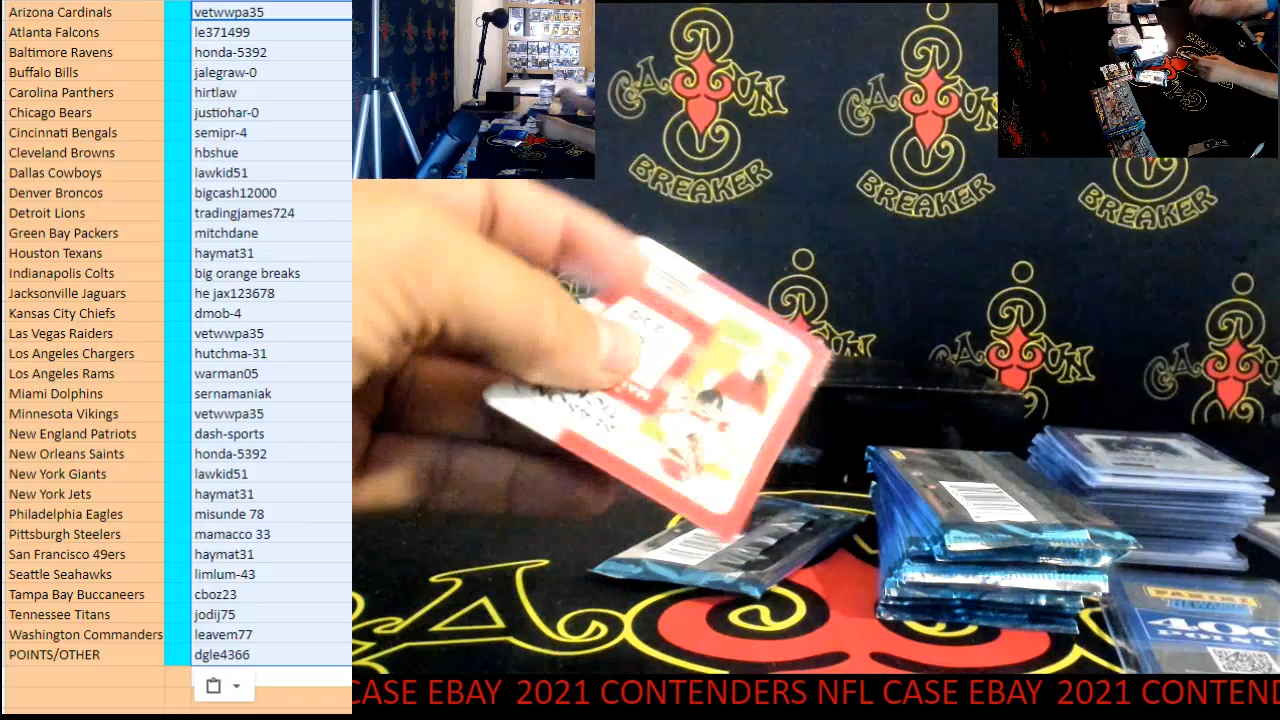 Arizona Cardinals vetwwpa35
Atlanta Falcons le371499
Baltimore Ravens honda-5392
Buffalo Bills jalegraw-0
Carolina Panthers hirtlaw
Chicago Bears justiohar-0
Cincinnati Bengals semipr-4
Cleveland Browns hbshue
Dallas Cowboys lawkid51
Denver Broncos bigcash12000
Detroit Lions tradingjames724
Green Bay Packers mitchdane
Houston Texans haymat31
Indianapolis Colts big orange breaks
Jacksonville Jaguars he jax123678
Kansas City Chiefs dmob-4
Las Vegas Raiders vetwwpa35
Los Angeles Chargers hutchma-31
Los Angeles Rams warman05
Miami Dolphins sernamaniak
Minnesota Vikings vetwwpa35
New England Patriots dash-sports
New Orleans Saints honda-5392
New York Giants lawkid51
New York Jets haymat31
Philadelphia Eagles misunde 78
Pittsburgh Steelers mamacco 33
San Francisco 49ers haymat31
Seattle Seahawks limlum-43
Tampa Bay Buccaneers cboz23
Tennessee Titans jodij75
Washington Commanders leavem77
POINTS/OTHER dgle4366
CAJUN
BREAKER
CAJUN
BREAKER
BREAKER
PANINI
REWARDS
400
CASE EBAY 2021 CONTENDERS NFL CASE EBAY 2021 CONTEND